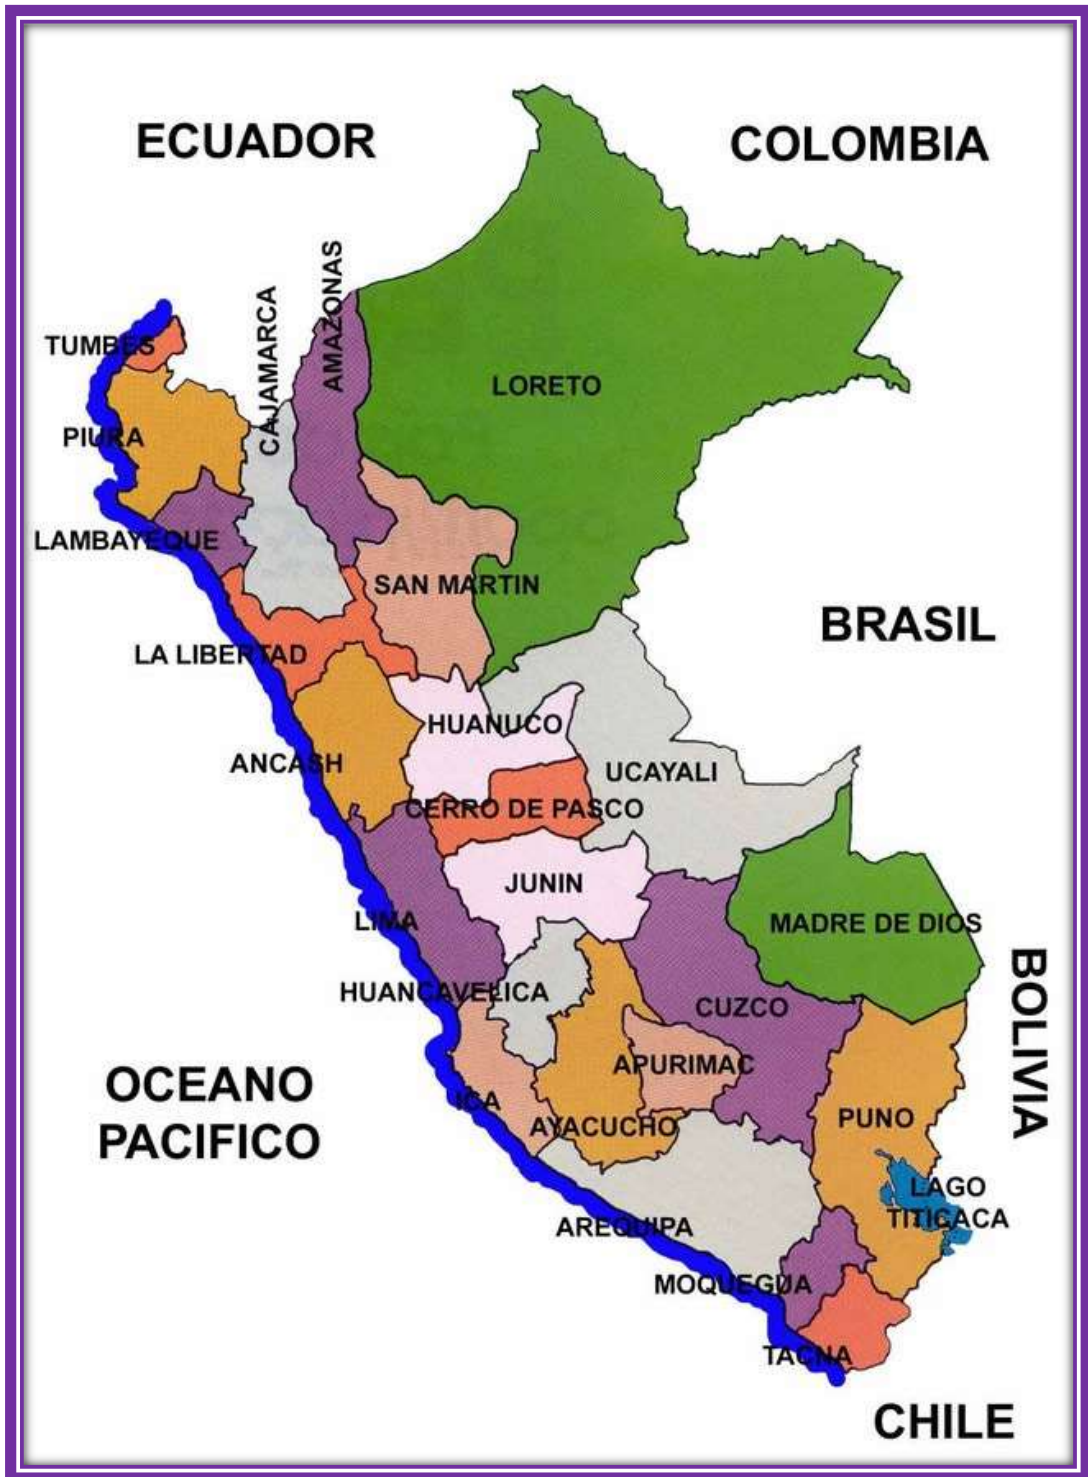 ECUADOR
COLOMBIA
AMAZONAS
CAJAMARCA
TUMBES
LORETO
PIURA
LAMBAYEQUE
SAN MARTIN
BRASIL
LA LIBERTAD
HUANUCO
ANCASH
UCAYALI
CERRO DE PASCO
JUNIN
LIMA
MADRE DE DIOS
BOLIVIA
HUANCAVELICA
CUZCO
APURIMAC
OCEANO
PACIFICO
ICA
AYACUCHO
PUNO
LAGO
TITICACA
AREQUIPA
MOQUEGUA
TACNA
CHILE